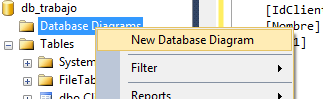 db_trabajo
Database Diagrams
New Database Diagram
Tables
Filter
System
FileTab
dbo.Cl
Reports
[IdClient
[Nombre]